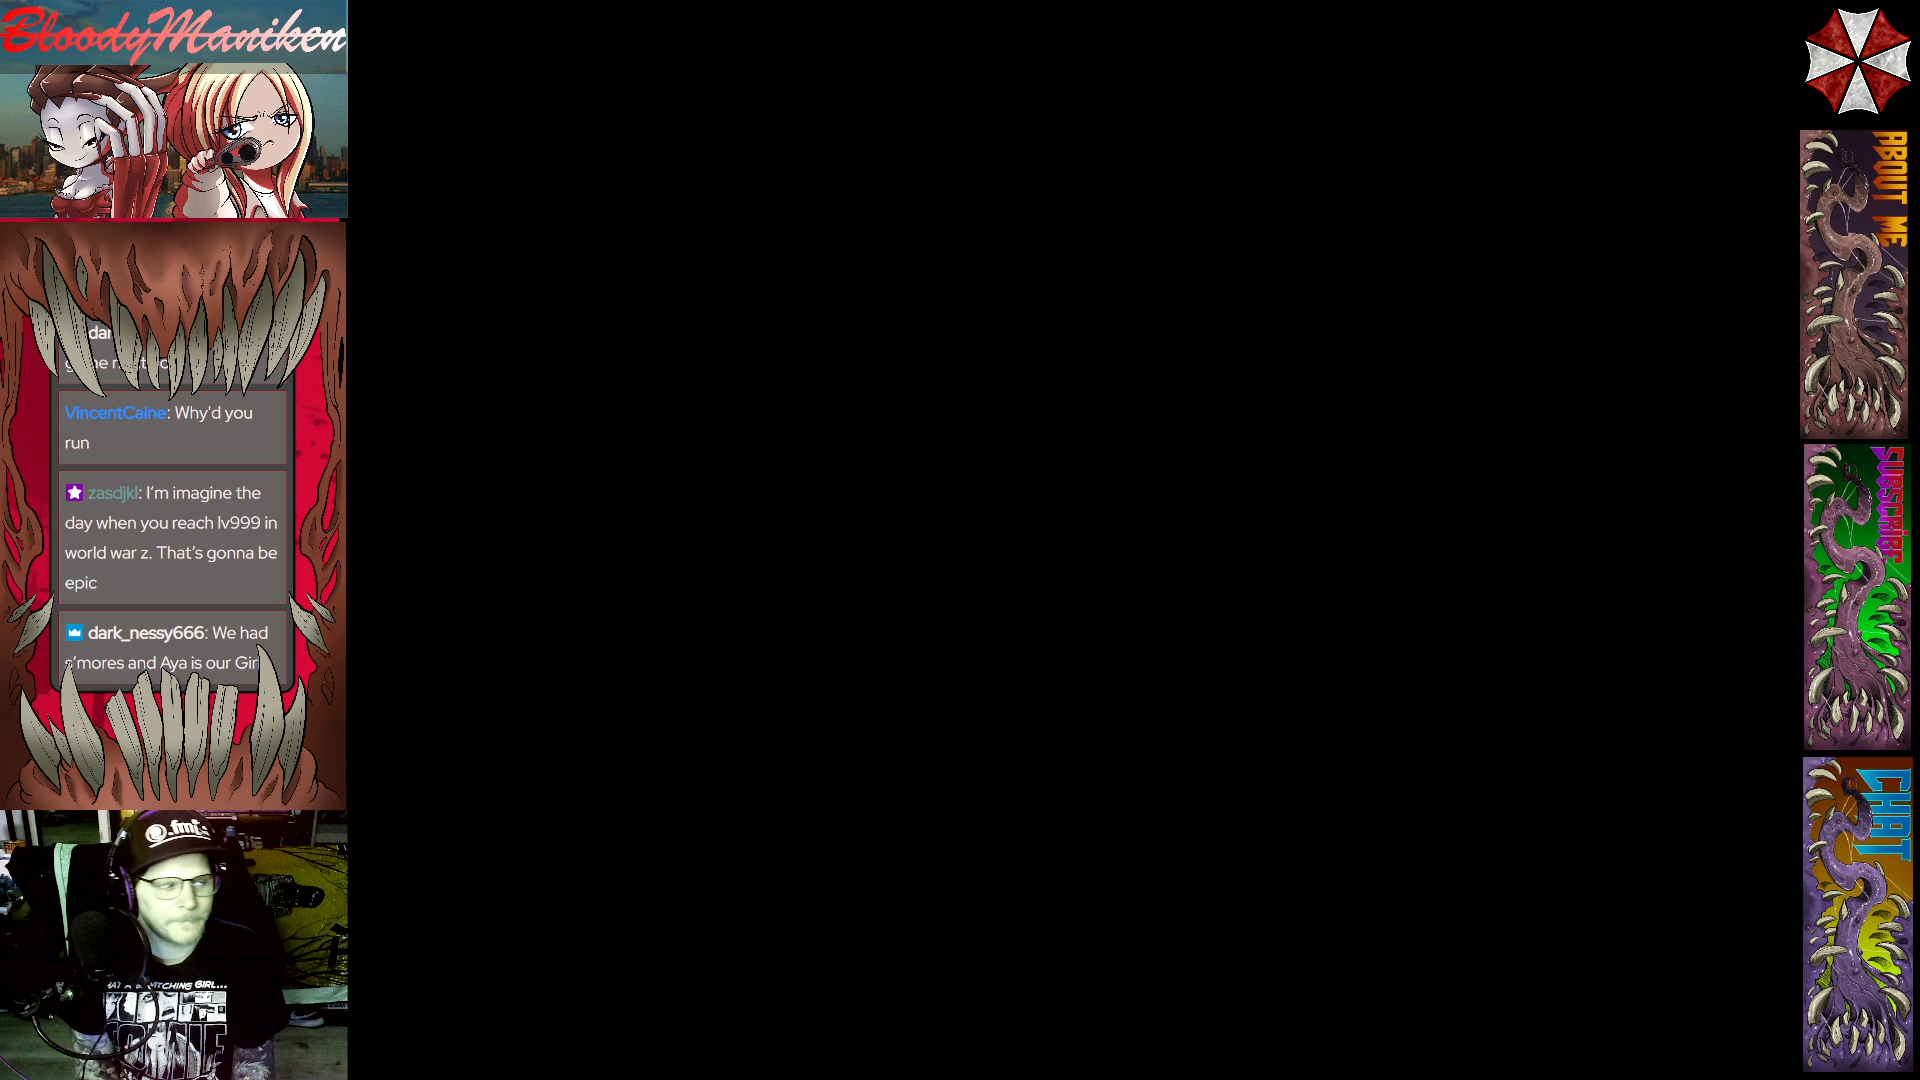 BloodyManiken
VincentCaine: Why'd you
run
zasdjkl: I'm imagine the
day when you reach lv999 in
world war z. That's gonna be
epic
dark_nessy666: We had
s'mores and Aya is our Gir
ABOUT ME
SUBSCRIBE
CHAT